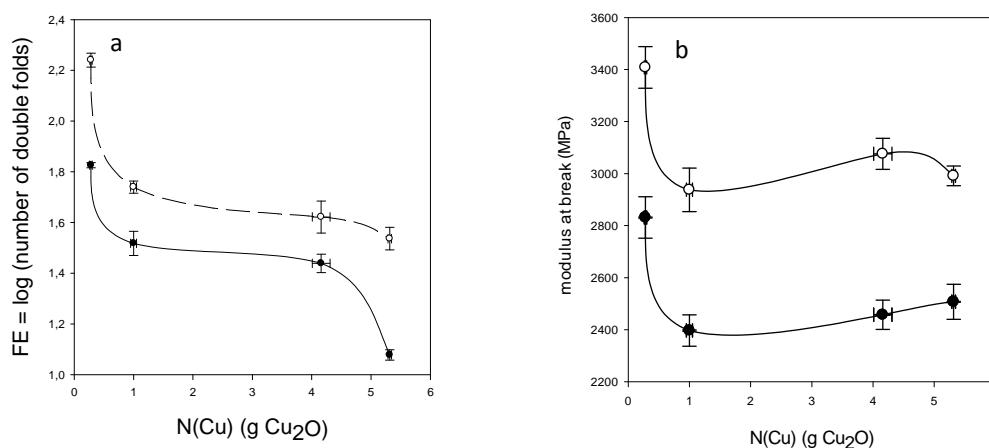 a
2,4
2,2
2,0
1,8
1,6
1,4
1,2
1,0
FE = log (number of double folds)
0 1 2 3 4 5 6
N(Cu) (g Cu2O)
b
3600
3400
3200
3000
2800
2600
2400
2200
modulus at break (MPa)
0 1 2 3 4 5
N(Cu) (g Cu2O)